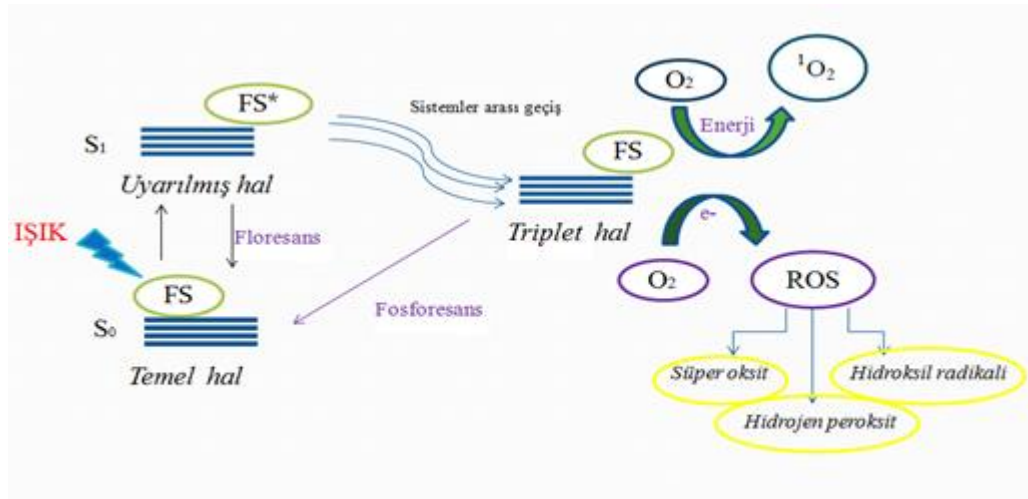 O₂
¹O₂
FS*
Sistemler arası geçiş
Enerji
S₁
FS
Uyarılmış hal
Triplet hal
e-
IŞIK
Floresans
FS
O₂
ROS
Fosforesans
S₀
Temel hal
Süper oksit
Hidroksil radikali
Hidrojen peroksit